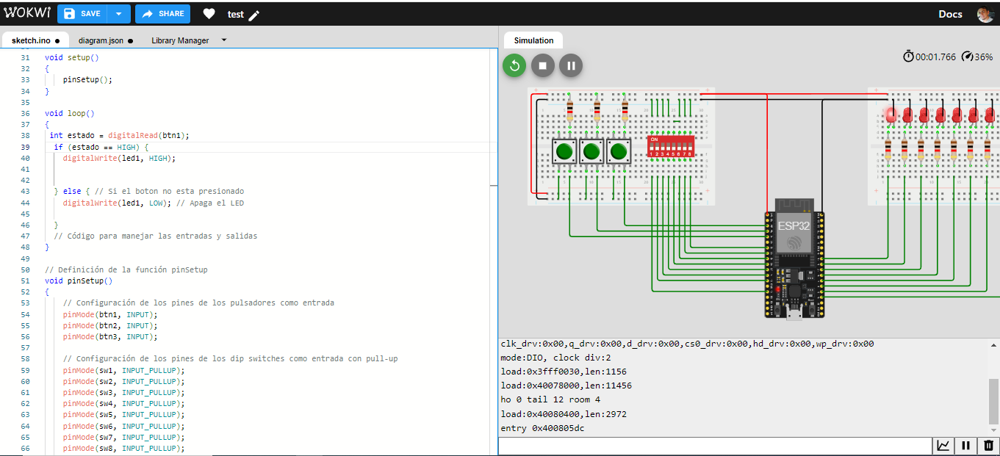 WOKWI SAVE SHARE test Docs
sketch.ino diagram.json Library Manager
Simulation
00:01.766 36%
31 void setup()
32 {
33 pinSetup();
34 }
35
36 void loop()
37 {
38 int estado = digitalRead(btn1);
39 if (estado == HIGH) {
40 digitalWrite(led1, HIGH);
41
42
43 } else { // Si el boton no esta presionado
44 digitalWrite(led1, LOW); // Apaga el LED
45
46 }
47 // Código para manejar las entradas y salidas
48 }
49
50 // Definición de la función pinSetup
51 void pinSetup()
52 {
53 // Configuración de los pines de los pulsadores como entrada
54 pinMode(btn1, INPUT);
55 pinMode(btn2, INPUT);
56 pinMode(btn3, INPUT);
57
58 // Configuración de los pines de los dip switches como entrada con pull-up
59 pinMode(sw1, INPUT_PULLUP);
60 pinMode(sw2, INPUT_PULLUP);
61 pinMode(sw3, INPUT_PULLUP);
62 pinMode(sw4, INPUT_PULLUP);
63 pinMode(sw5, INPUT_PULLUP);
64 pinMode(sw6, INPUT_PULLUP);
65 pinMode(sw7, INPUT_PULLUP);
66 pinMode(sw8, INPUT_PULLUP);
ON
1 2 3 4 5 6 7 8
ESP32
clk_drv:0x00,q_drv:0x00,d_drv:0x00,cs0_drv:0x00,hd_drv:0x00,wp_drv:0x00
mode:DIO, clock div:2
load:0x3fff0030,len:1156
load:0x40078000,len:11456
ho 0 tail 12 room 4
load:0x40080400,len:2972
entry 0x400805dc